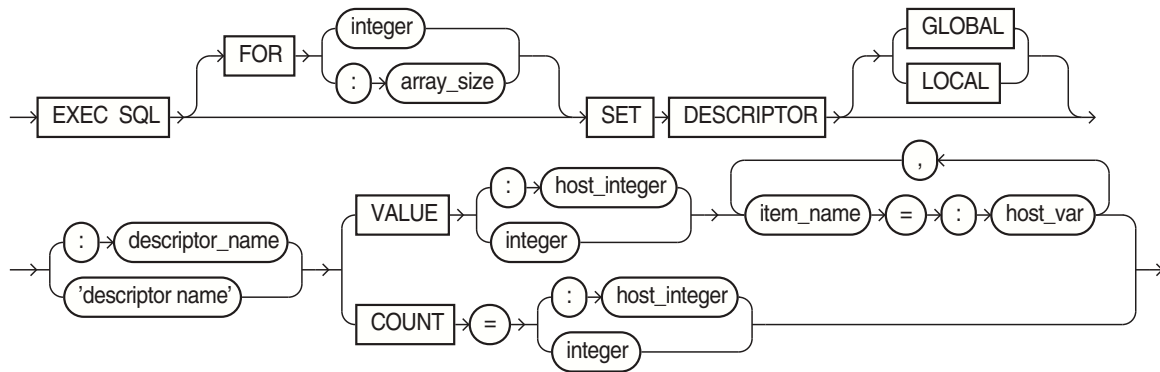 integer GLOBAL
FOR
: array_size LOCAL
EXEC SQL SET DESCRIPTOR
,
: host_integer
VALUE item_name = : host_var
: descriptor_name integer
'descriptor name'
: host_integer
COUNT =
integer